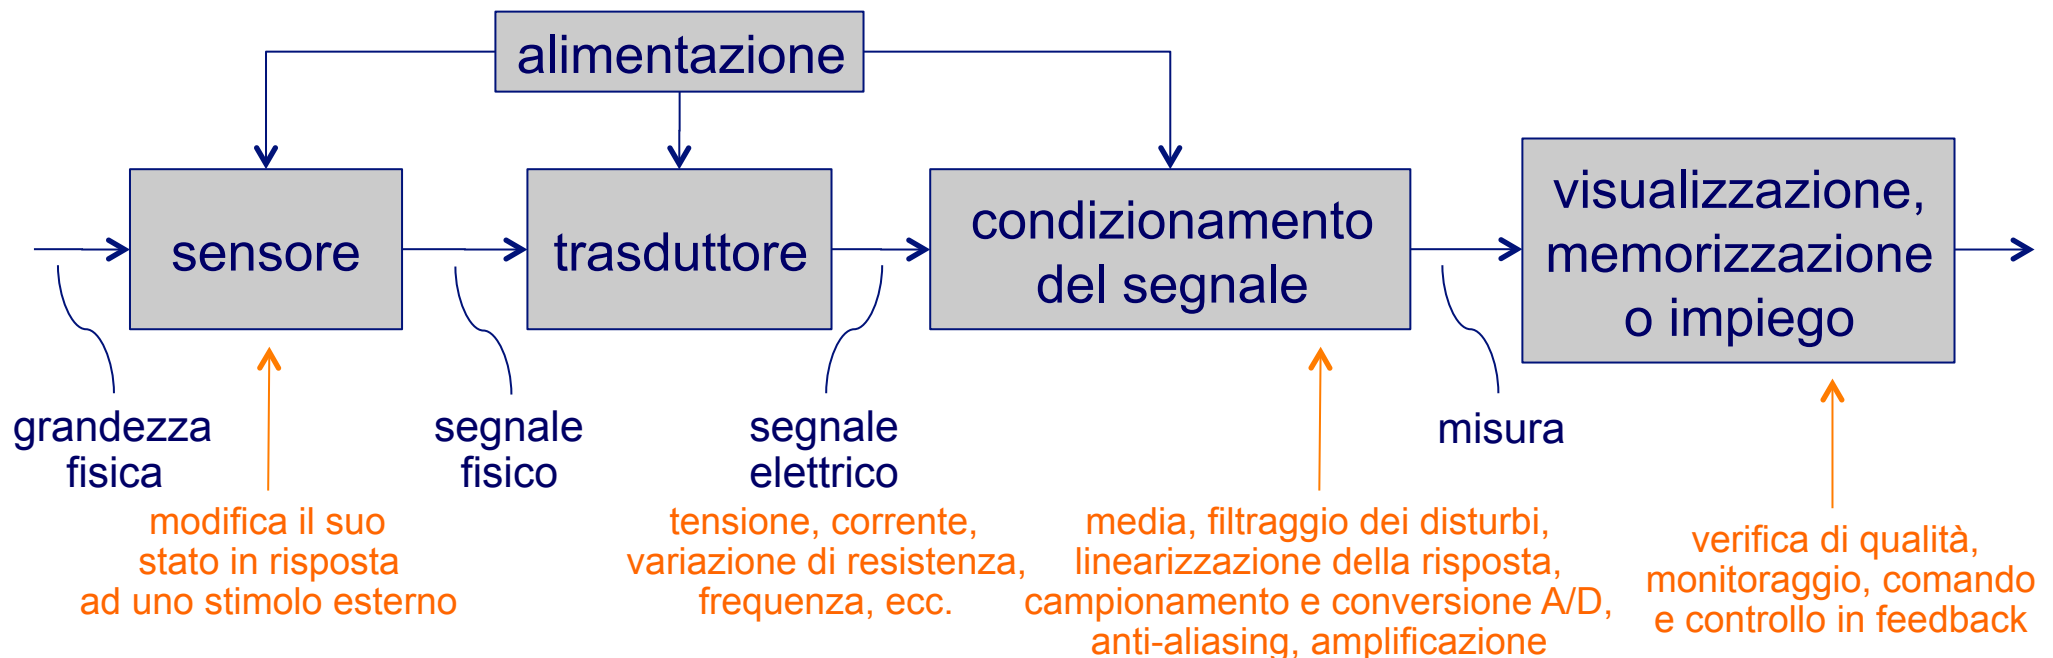 alimentazione
sensore
trasduttore
condizionamento
del segnale
visualizzazione,
memorizzazione
o impiego
grandezza
fisica
segnale
fisico
segnale
elettrico
misura
modifica il suo
stato in risposta
ad uno stimolo esterno
tensione, corrente,
variazione di resistenza,
frequenza, ecc.
media, filtraggio dei disturbi,
linearizzazione della risposta,
campionamento e conversione A/D,
anti-aliasing, amplificazione
verifica di qualità,
monitoraggio, comando
e controllo in feedback